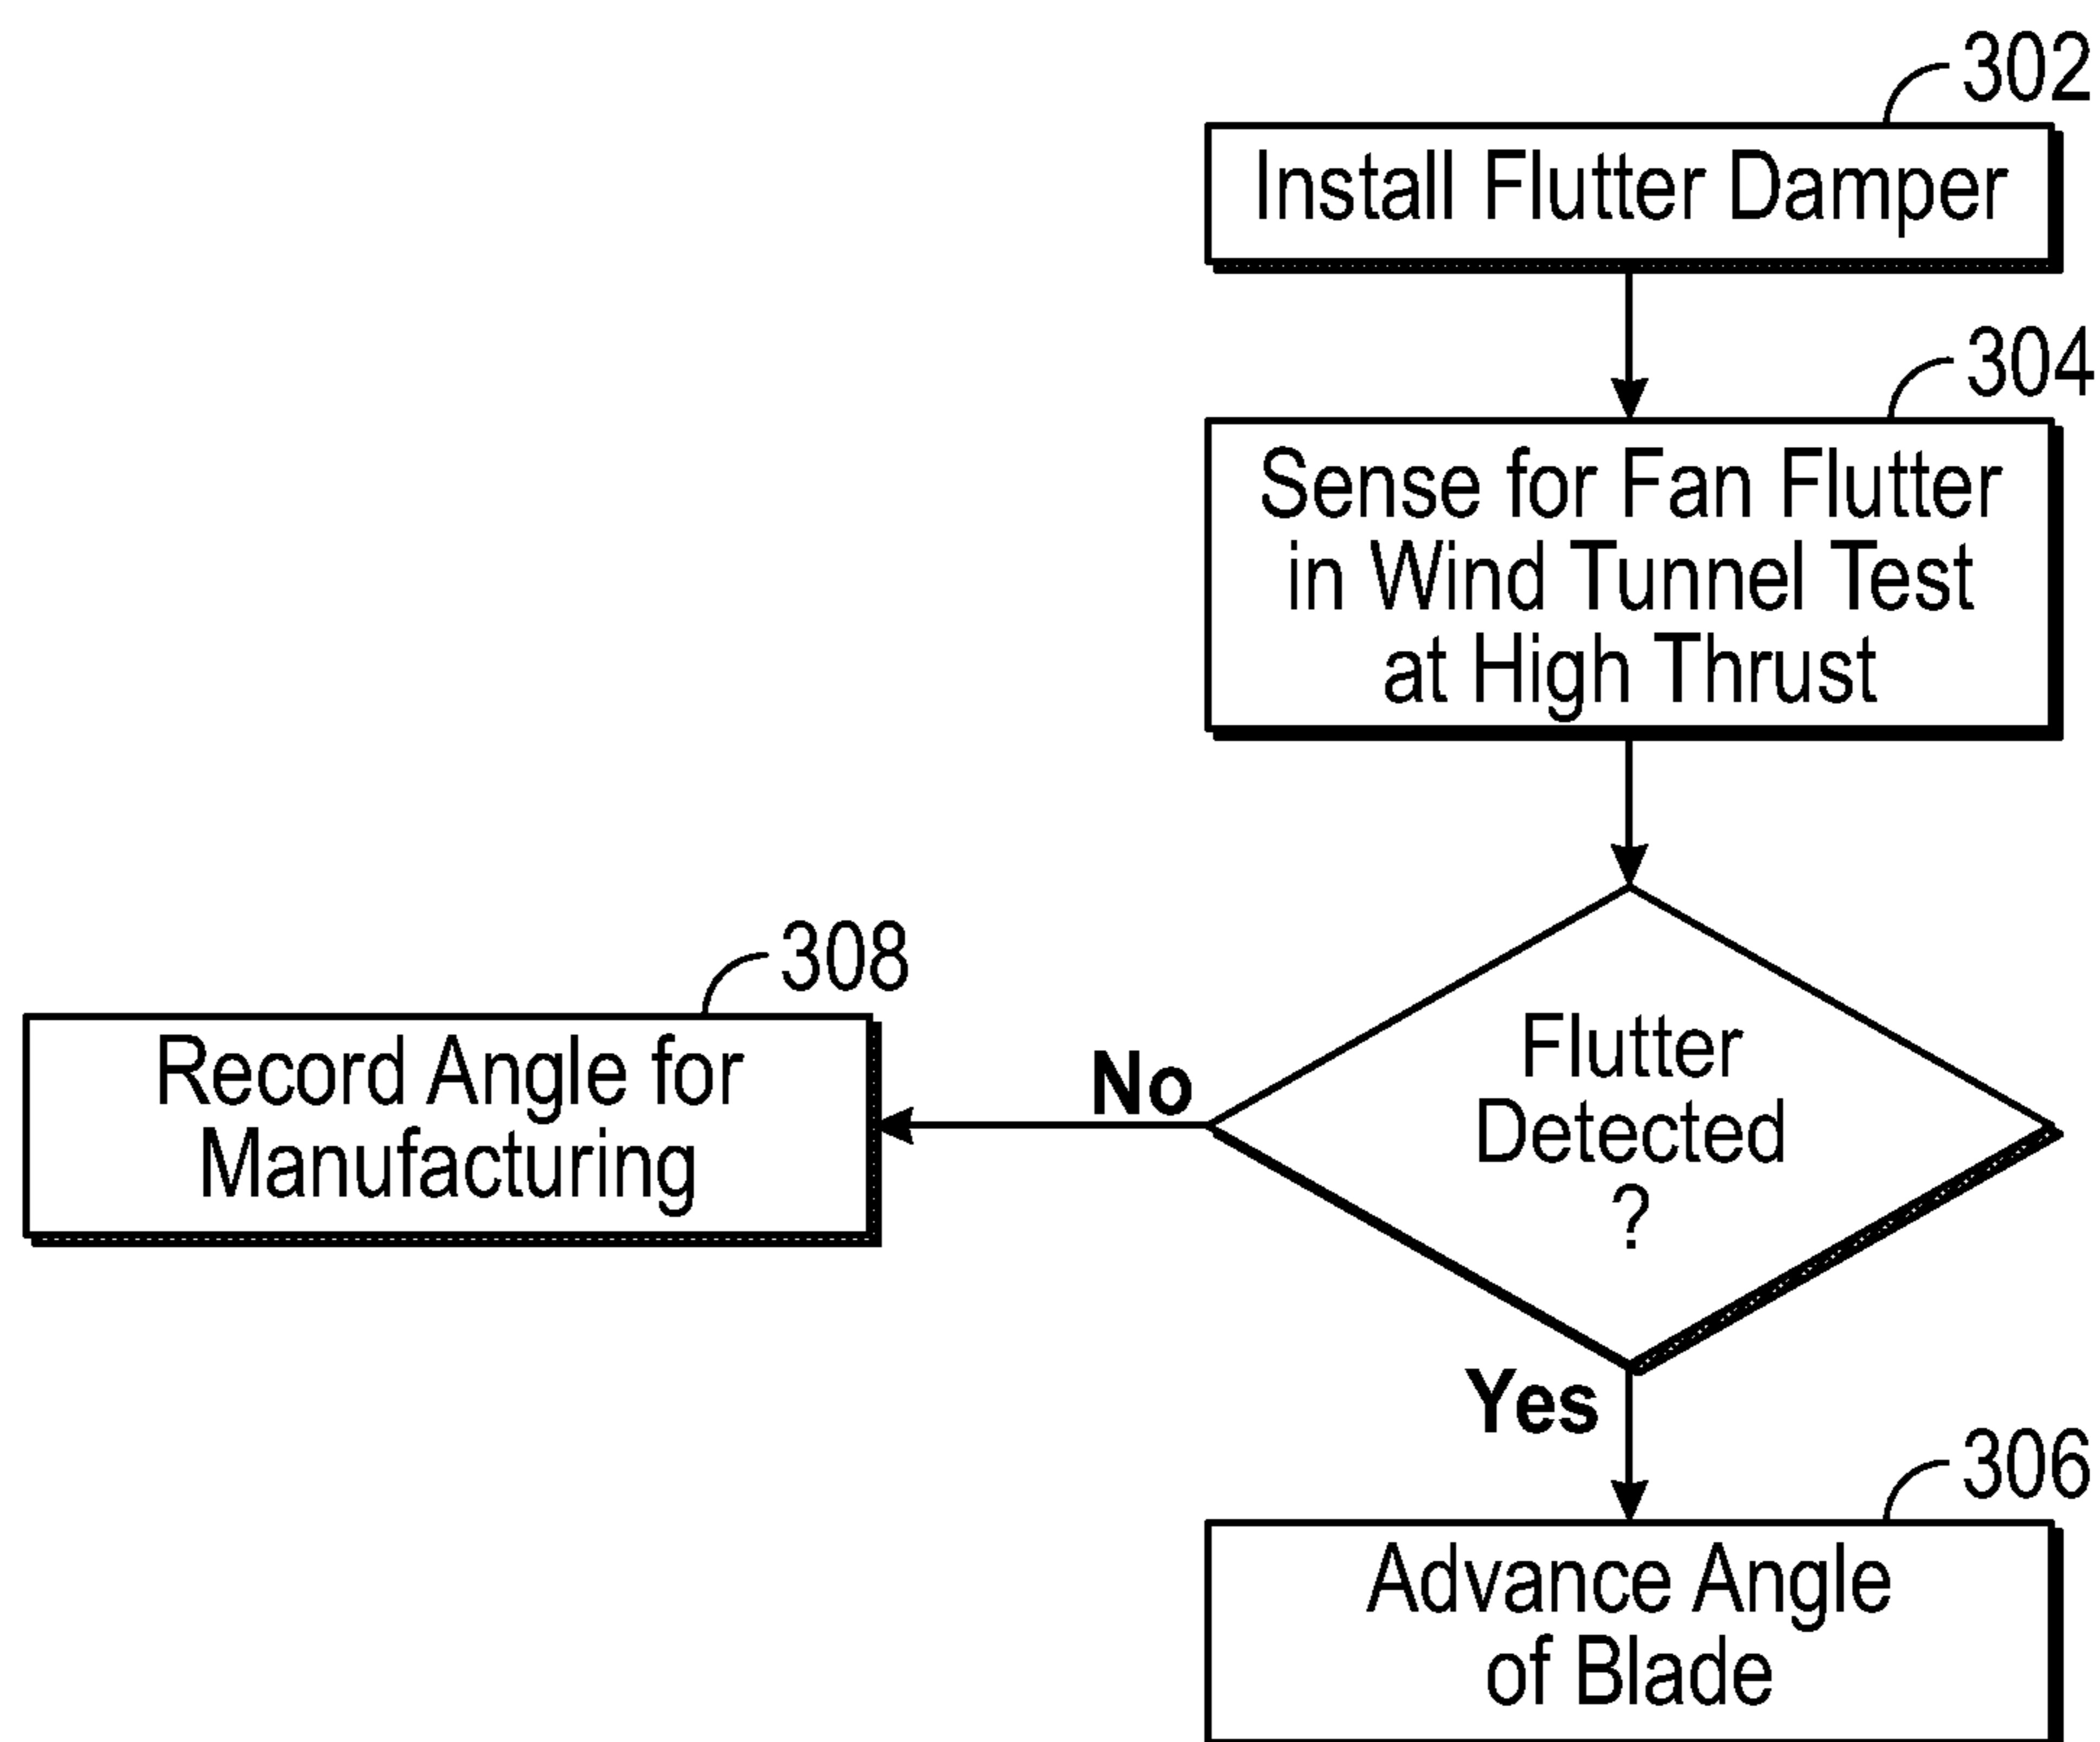 302
Install Flutter Damper
304
Sense for Fan Flutter
in Wind Tunnel Test
at High Thrust
Flutter
Detected
?
No
308
Record Angle for
Manufacturing
Yes
306
Advance Angle
of Blade